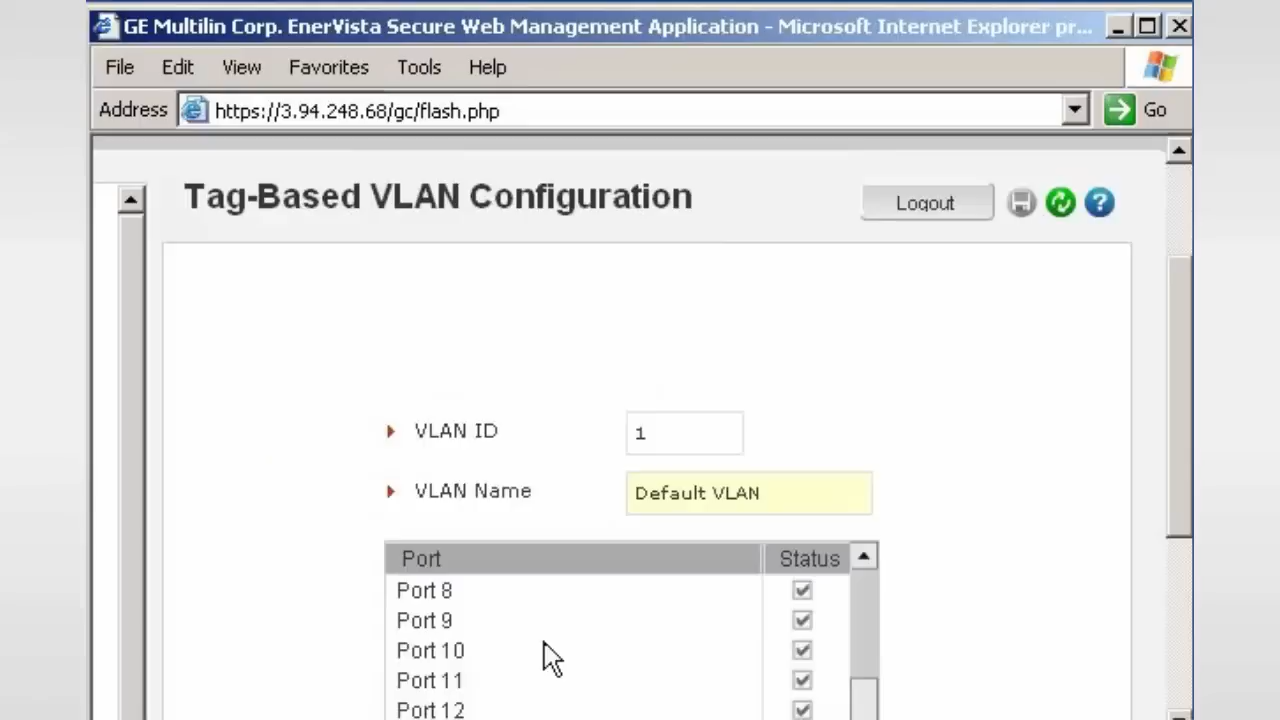 GE Multilin Corp. EnerVista Secure Web Management Application - Microsoft Internet Explorer pr...
File Edit View Favorites Tools Help
Address https://3.94.248.68/gc/flash.php Go
Tag-Based VLAN Configuration
Logout
VLAN ID 1
VLAN Name Default VLAN
Port Status
Port 8
Port 9
Port 10
Port 11
Port 12